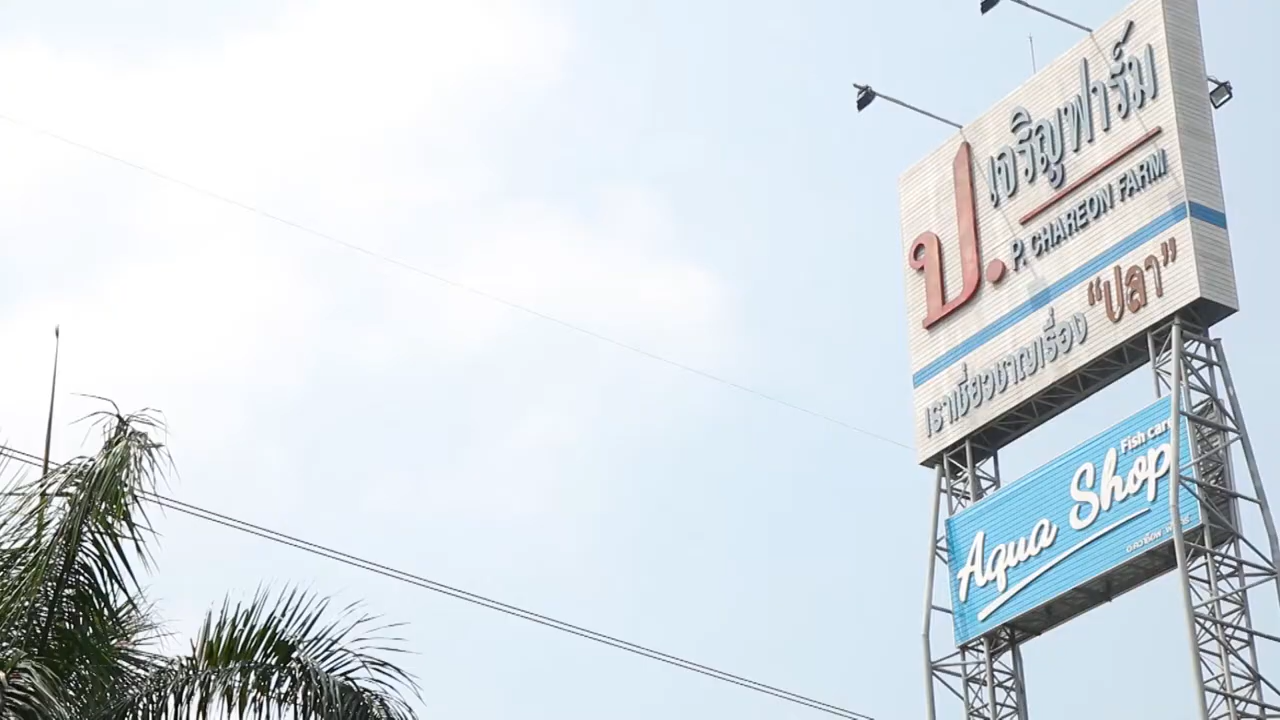 ป. เจริญฟาร์ม
P. CHAREON FARM
เราเชี่ยวชาญเรื่อง "ปลา"
Fish care
Aqua Shop